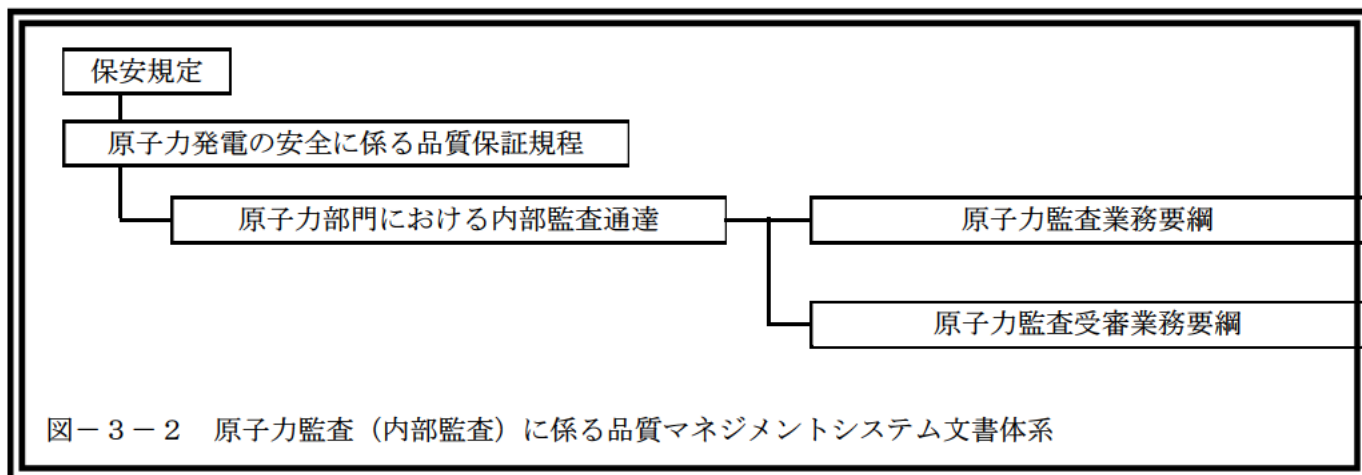 保安規定
原子力発電の安全に係る品質保証規程
原子力部門における内部監査通達
原子力監査業務要綱
原子力監査受審業務要綱
図－３－２　原子力監査（内部監査）に係る品質マネジメントシステム文書体系